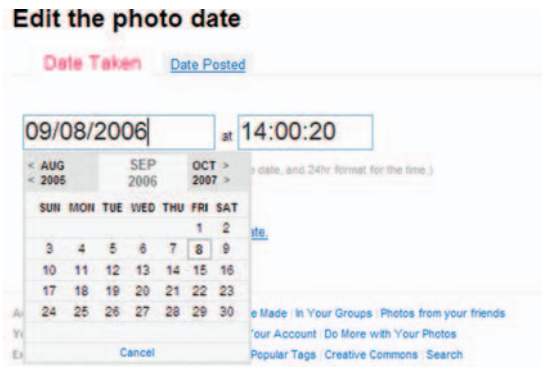 Edit the photo date
Date Taken Date Posted
09/08/2006 at 14:00:20
< AUG SEP OCT >
< 2005 2006 2007 >
date, and 24hr format for the time.)
SUN MON TUE WED THU FRI SAT
1 2
3 4 5 6 7 8 9
10 11 12 13 14 15 16
17 18 19 20 21 22 23
24 25 26 27 28 29 30
Made | In Your Groups | Photos from your friends
Your Account | Do More with Your Photos
Cancel Popular Tags | Creative Commons | Search